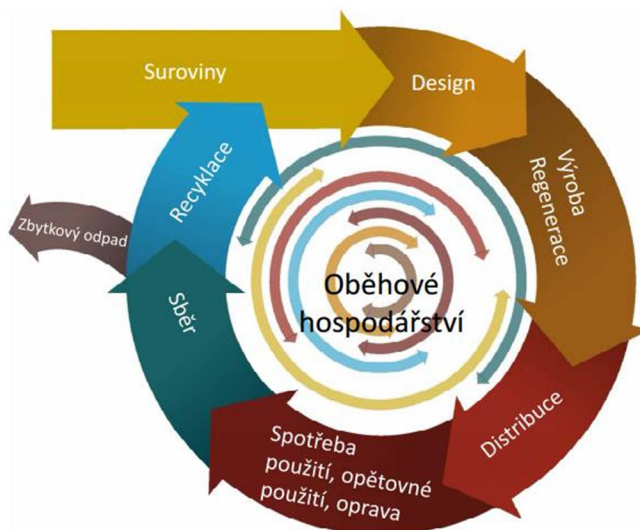 Suroviny
Design
Výroba
Regenerace
Distribuce
Spotřeba
použití, opětovné
použití, oprava
Sběr
Zbytkový odpad
Recyklace
Oběhové
hospodářství